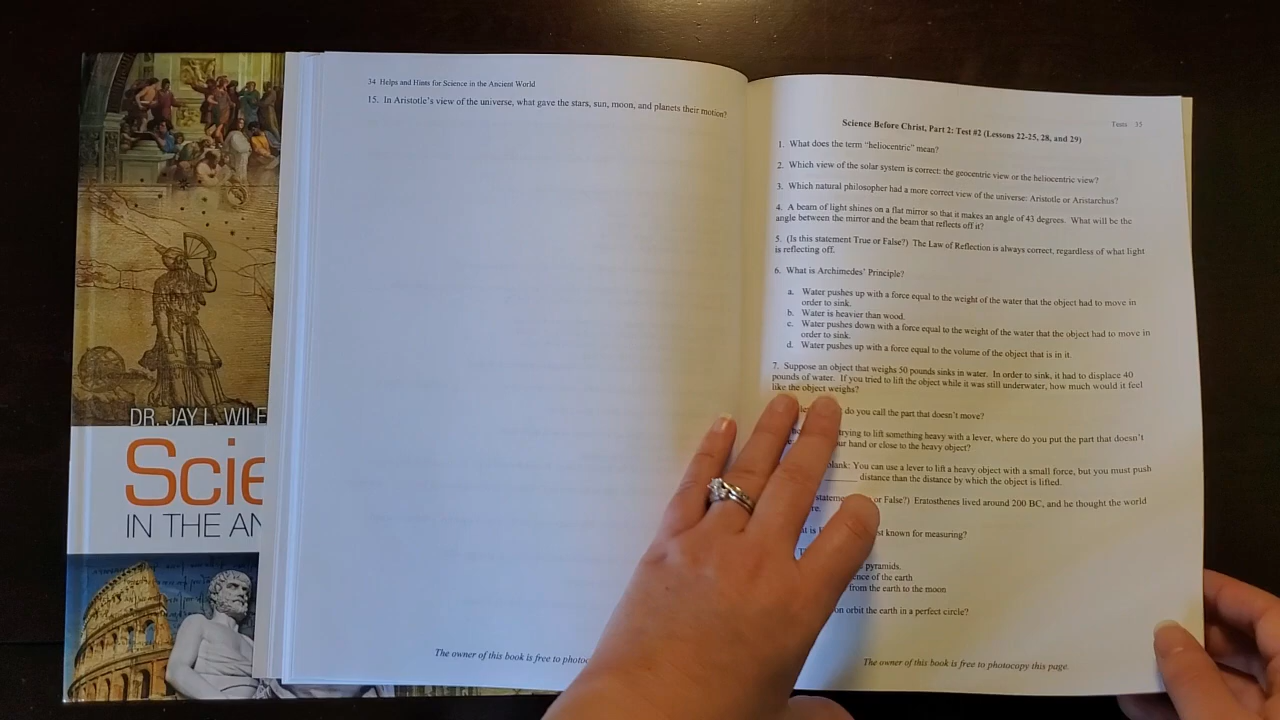 DR. JAY L. WILE
Scie
IN THE AN
34 Helps and Hints for Science in the Ancient World
15. In Aristotle's view of the universe, what gave the stars, sun, moon, and planets their motion?
The owner of this book is free to photoc
Tests 35
Science Before Christ, Part 2: Test #2 (Lessons 22-25, 28, and 29)
1. What does the term "heliocentric" mean?
2. Which view of the solar system is correct: the geocentric view or the heliocentric view?
3. Which natural philosopher had a more correct view of the universe: Aristotle or Aristarchus?
4. A beam of light shines on a flat mirror so that it makes an angle of 43 degrees. What will be the
angle between the mirror and the beam that reflects off it?
5. (Is this statement True or False?) The Law of Reflection is always correct, regardless of what light
is reflecting off.
6. What is Archimedes' Principle?
a. Water pushes up with a force equal to the weight of the water that the object had to move in
order to sink.
b. Water is heavier than wood.
c. Water pushes down with a force equal to the weight of the water that the object had to move in
order to sink.
d. Water pushes up with a force equal to the volume of the object that is in it.
7. Suppose an object that weighs 50 pounds sinks in water. In order to sink, it had to displace 40
pounds of water. If you tried to lift the object while it was still underwater, how much would it feel
like the object weighs?
do you call the part that doesn't move?
trying to lift something heavy with a lever, where do you put the part that doesn't
ur hand or close to the heavy object?
blank: You can use a lever to lift a heavy object with a small force, but you must push
______ distance than the distance by which the object is lifted.
or False?) Eratosthenes lived around 200 BC, and he thought the world
re.
st known for measuring?
pyramids.
ence of the earth
from the earth to the moon
on orbit the earth in a perfect circle?
The owner of this book is free to photocopy this page.